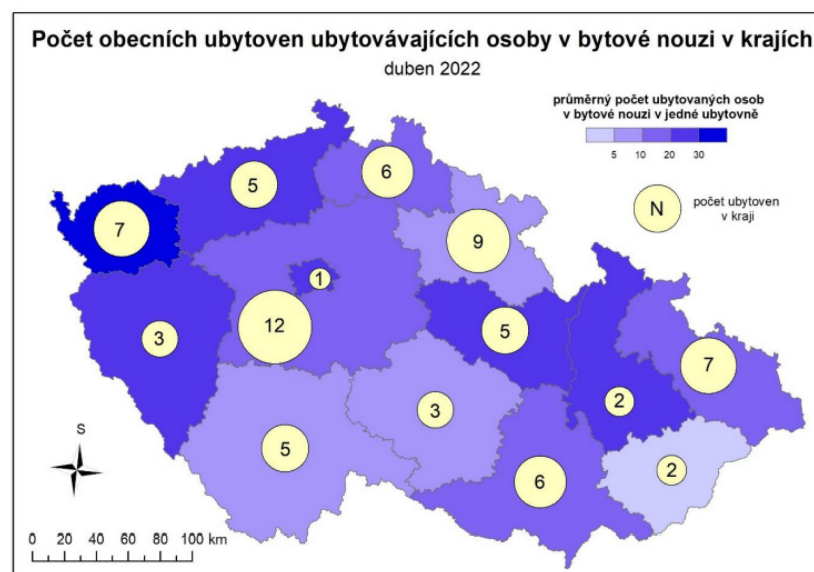 Počet obecních ubytoven ubytovávajících osoby v bytové nouzi v krajích
duben 2022
průměrný počet ubytovaných osob
v bytové nouzi v jedné ubytovně
5 10 20 30
N
počet ubytoven
v kraji
6
5
7
9
1
12
3
5
7
2
3
5
6
2
S
0 20 40 60 80 100 km